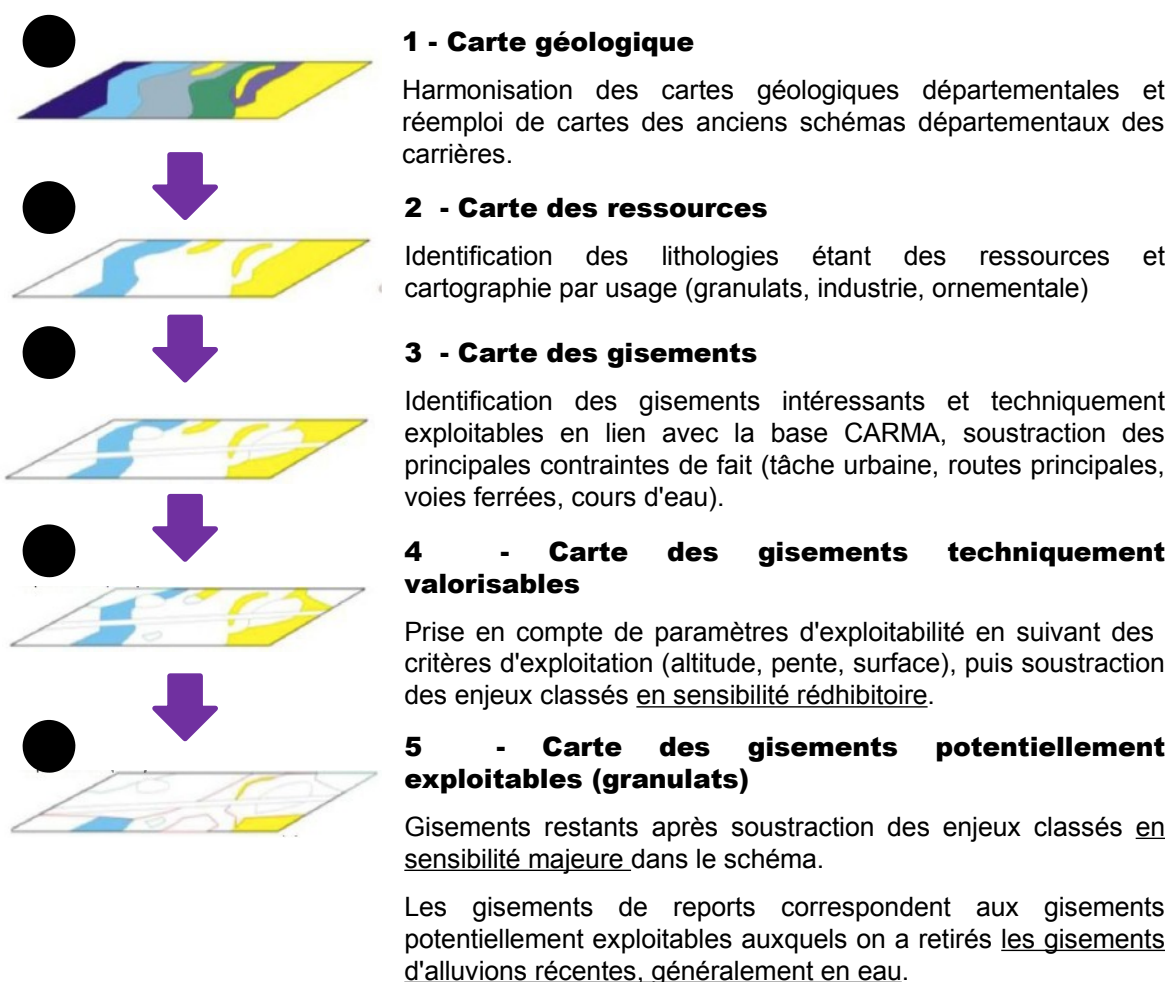 1 - Carte géologique
Harmonisation des cartes géologiques départementales et
réemploi de cartes des anciens schémas départementaux des
carrières.
2 - Carte des ressources
Identification des lithologies étant des ressources et
cartographie par usage (granulats, industrie, ornementale)
3 - Carte des gisements
Identification des gisements intéressants et techniquement
exploitables en lien avec la base CARMA, soustraction des
principales contraintes de fait (tâche urbaine, routes principales,
voies ferrées, cours d'eau).
4 - Carte des gisements techniquement
valorisables
Prise en compte de paramètres d'exploitabilité en suivant des
critères d'exploitation (altitude, pente, surface), puis soustraction
des enjeux classés en sensibilité rédhibitoire.
5 - Carte des gisements potentiellement
exploitables (granulats)
Gisements restants après soustraction des enjeux classés en
sensibilité majeure dans le schéma.
Les gisements de reports correspondent aux gisements
potentiellement exploitables auxquels on a retirés les gisements
d'alluvions récentes, généralement en eau.